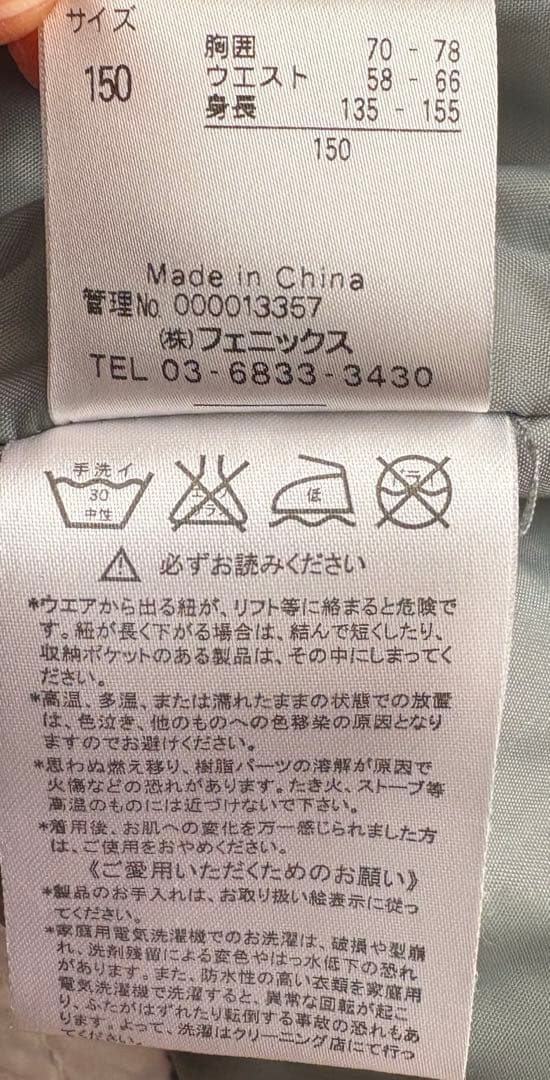 サイズ
150
胸囲 70 - 78
ウエスト 58 - 66
身長 135 - 155
150
Made in China
管理No. 000013357
(株)フェニックス
TEL 03-6833-3430
手洗イ
30
中性
エンソ
サラシ
低
ドライ
必ずお読みください
*ウエアから出る紐が、リフト等に絡まると危険で
す。紐が長く下がる場合は、結んで短くしたり、
収納ポケットのある製品は、その中にしまってく
ださい。
*高温、多湿、または濡れたままの状態での放置
は、色泣き、他のものへの色移染の原因となり
ますのでお避けください。
*思わぬ燃え移り、樹脂パーツの溶解が原因で
火傷などの恐れがあります。たき火、ストーブ等
高温のものには近づけないで下さい。
*着用後、お肌への変化を万一感じられました方
は、ご使用をおやめください。
《ご愛用いただくためのお願い》
*製品のお手入れは、お取り扱い絵表示に従っ
てください。
*家庭用電気洗濯機でのお洗濯は、破損や型崩
れ、洗剤残留による変色やはっ水低下の恐れ
があります。また、防水性の高い衣類を家庭用
電気洗濯機で洗濯すると、異常な回転が起こ
り、ふたがはずれたり転倒する事故の恐れもあ
ります。よって、洗濯はクリーニング店にて行っ
てください。